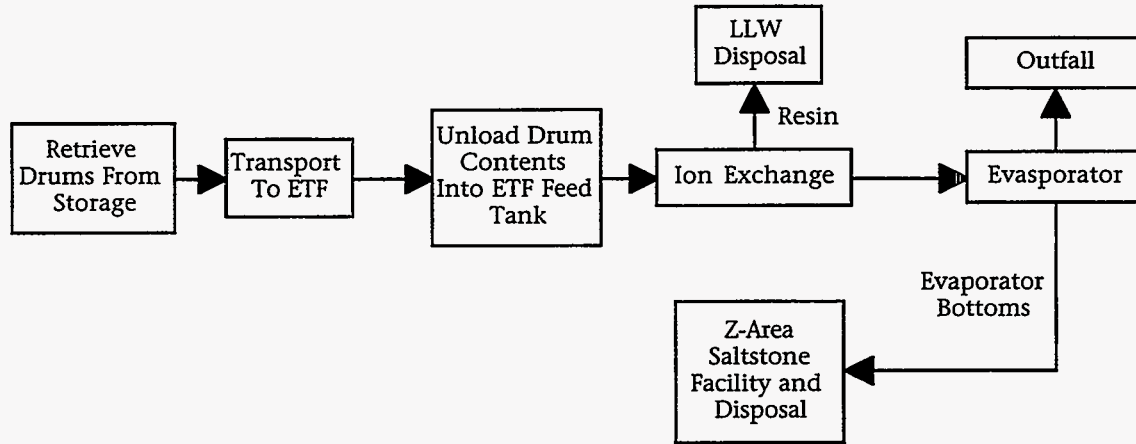 Retrieve
Drums From
Storage
Transport
To ETF
Unload Drum
Contents
Into ETF Feed
Tank
Ion Exchange
LLW
Disposal
Resin
Evasporator
Outfall
Evaporator
Bottoms
Z-Area
Saltstone
Facility and
Disposal